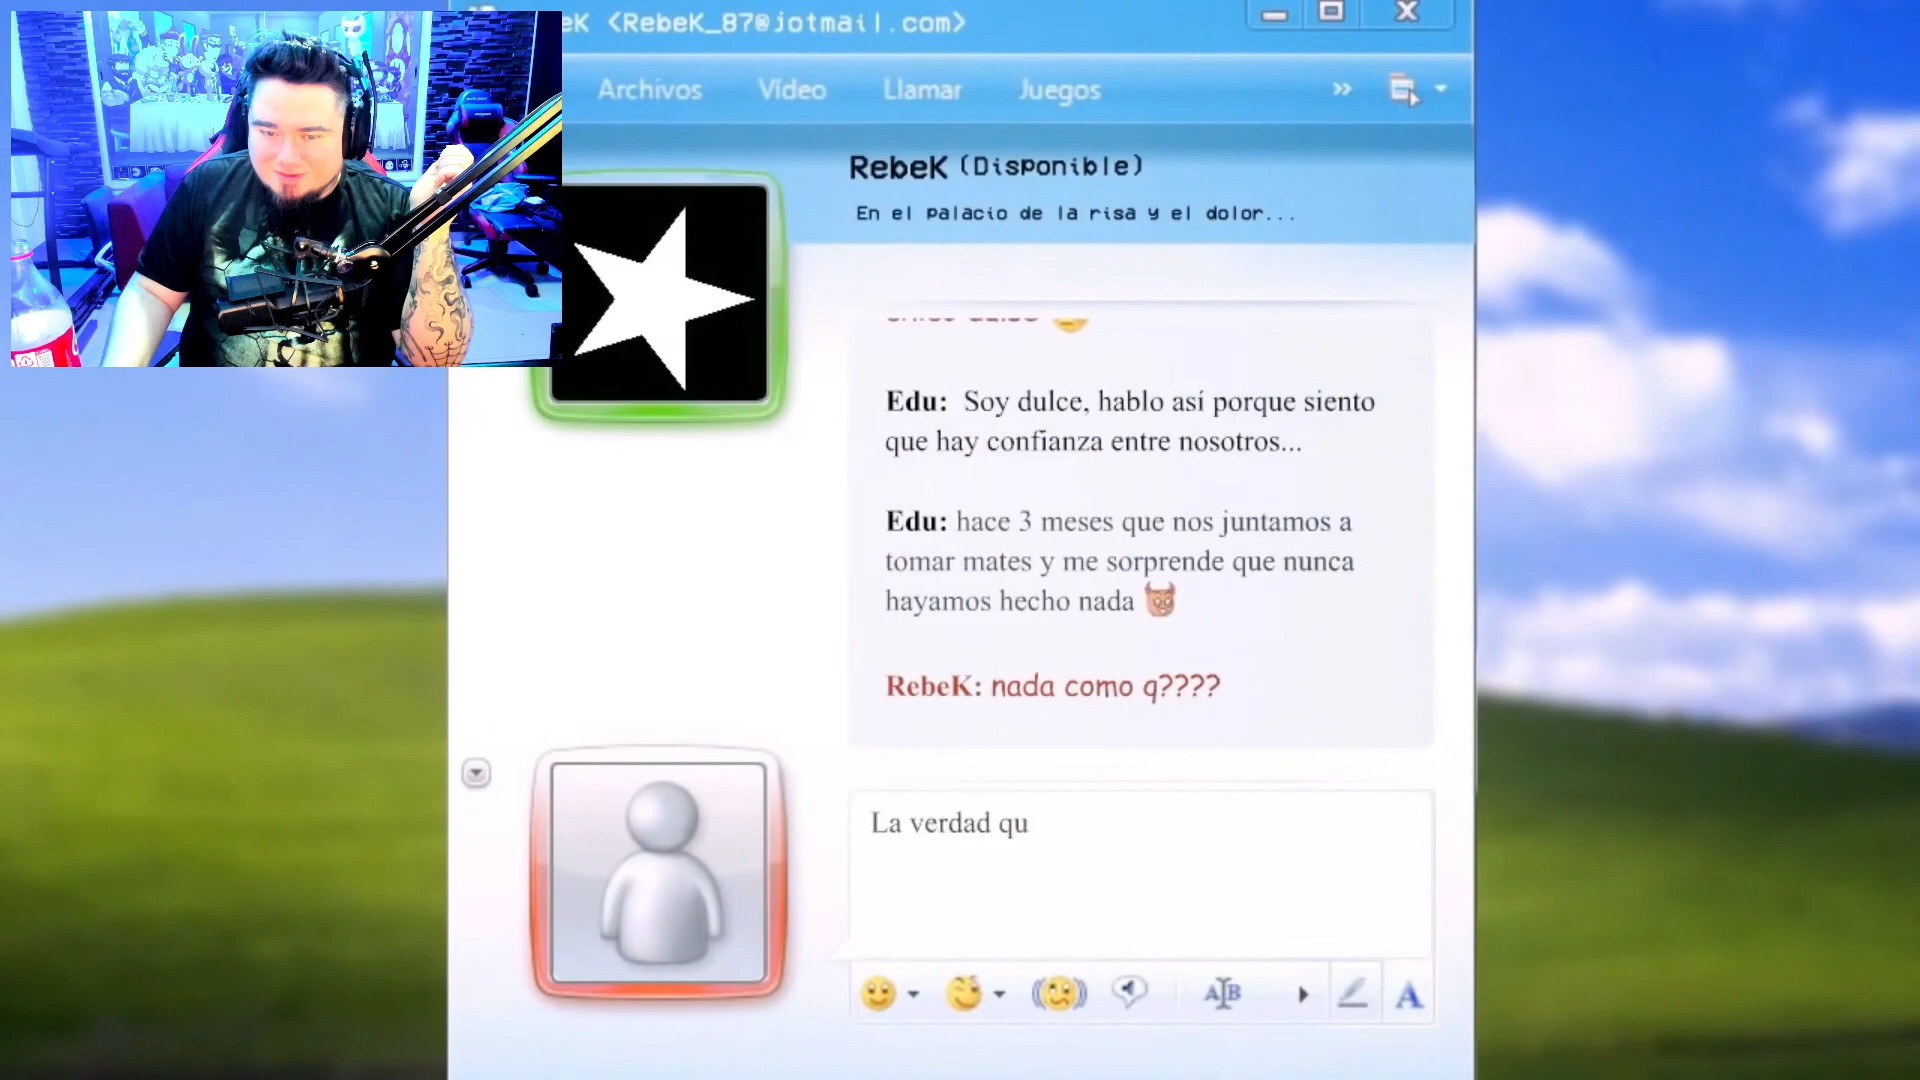 eK <RebeK_87@jotmail.com>
Archivos Vídeo Llamar Juegos »
RebeK (Disponible)
En el palacio de la risa y el dolor...
Edu: Soy dulce, hablo así porque siento
que hay confianza entre nosotros...
Edu: hace 3 meses que nos juntamos a
tomar mates y me sorprende que nunca
hayamos hecho nada
RebeK: nada como q????
La verdad qu
AB A